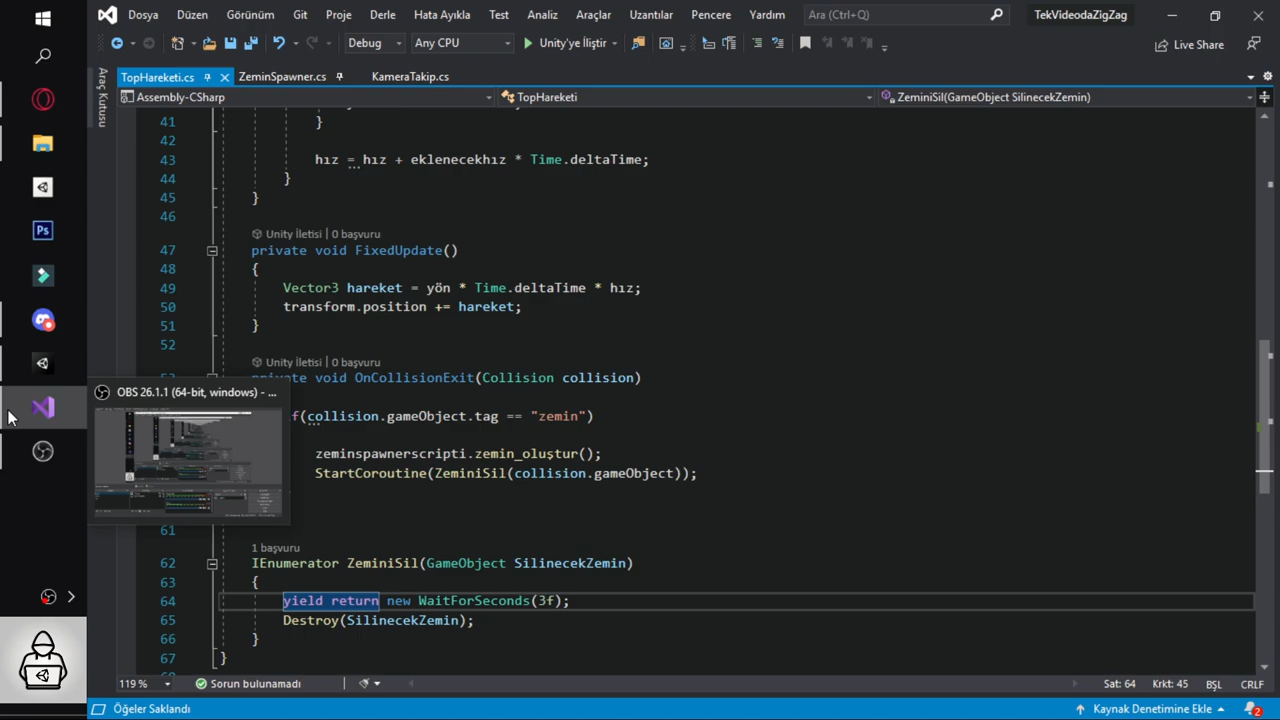 Dosya Düzen Görünüm Git Proje Derle Hata Ayıkla Test Analiz Araçlar Uzantılar Pencere Yardım Ara (Ctrl+Q) TekVideodaZigZag
Debug Any CPU Unity'ye İliştir Live Share
Araç Kutusu
TopHareketi.cs ZeminSpawner.cs KameraTakip.cs
Assembly-CSharp TopHareketi ZeminiSil(GameObject SilinecekZemin)
41 }
42
43 hız = hız + eklenecekhız * Time.deltaTime;
44 }
45 }
46
Unity İletisi | 0 başvuru
47 private void FixedUpdate()
48 {
49 Vector3 hareket = yön * Time.deltaTime * hız;
50 transform.position += hareket;
51 }
52
Unity İletisi | 0 başvuru
private void OnCollisionExit(Collision collision)
OBS 26.1.1 (64-bit, windows) - ...
if(collision.gameObject.tag == "zemin")
zeminspawnerscripti.zemin_oluştur();
StartCoroutine(ZeminiSil(collision.gameObject));
61
1 başvuru
62 IEnumerator ZeminiSil(GameObject SilinecekZemin)
63 {
64 yield return new WaitForSeconds(3f);
65 Destroy(SilinecekZemin);
66 }
67 }
119 % Sorun bulunamadı Sat: 64 Krkt: 45 BŞL CRLF
Öğeler Saklandı Kaynak Denetimine Ekle 2
Ps